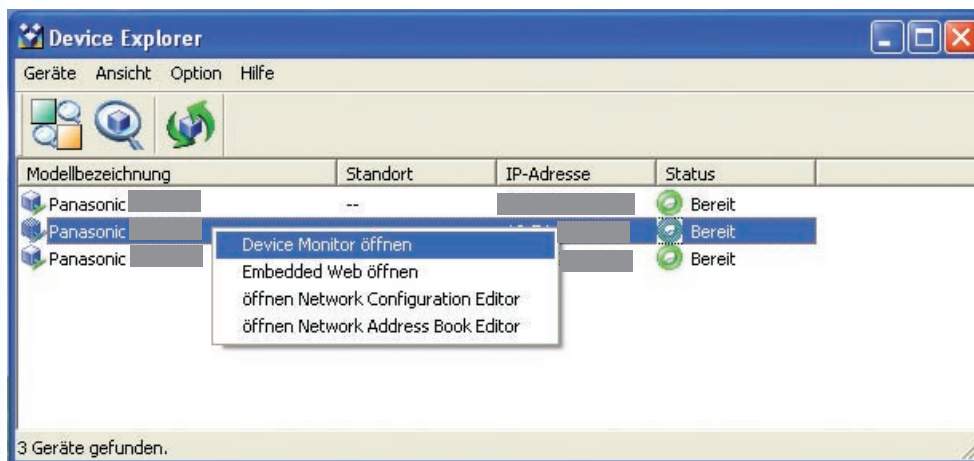 Device Explorer
Geräte Ansicht Option Hilfe
Modellbezeichnung Standort IP-Adresse Status
Panasonic -- Bereit
Panasonic Bereit
Panasonic Bereit
Device Monitor öffnen
Embedded Web öffnen
öffnen Network Configuration Editor
öffnen Network Address Book Editor
3 Geräte gefunden.